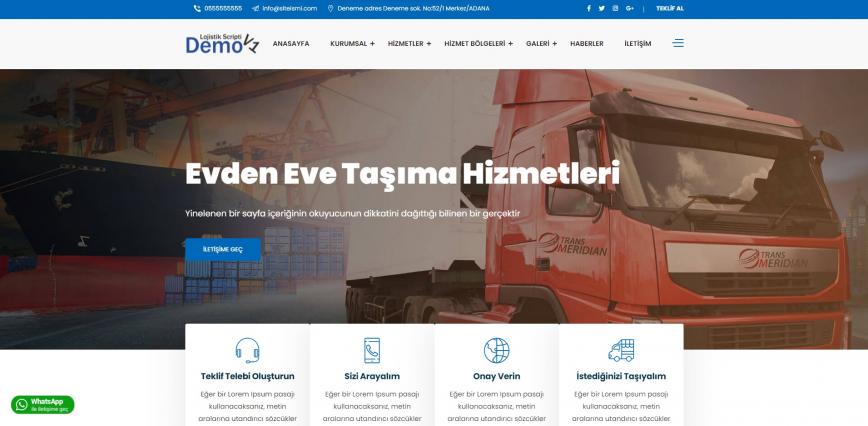 0555555555 info@siteismi.com Deneme adres Deneme sok. No:52/1 Merkez/ADANA TEKLİF AL
Lojistik Scripti
Demo V7
ANASAYFA KURUMSAL + HİZMETLER + HİZMET BÖLGELERİ + GALERİ + HABERLER İLETİŞİM
Evden Eve Taşıma Hizmetleri
Yinelenen bir sayfa içeriğinin okuyucunun dikkatini dağıttığı bilinen bir gerçektir
İLETİŞİME GEÇ
TRANS
MERIDIAN
TRANS
MERIDIAN
Teklif Telebi Oluşturun
Eğer bir Lorem Ipsum pasajı
kullanacaksanız, metin
aralarına utandırıcı sözcükler
Sizi Arayalım
Eğer bir Lorem Ipsum pasajı
kullanacaksanız, metin
aralarına utandırıcı sözcükler
Onay Verin
Eğer bir Lorem Ipsum pasajı
kullanacaksanız, metin
aralarına utandırıcı sözcükler
İstediğinizi Taşıyalım
Eğer bir Lorem Ipsum pasajı
kullanacaksanız, metin
aralarına utandırıcı sözcükler
WhatsApp
ile iletişime geç